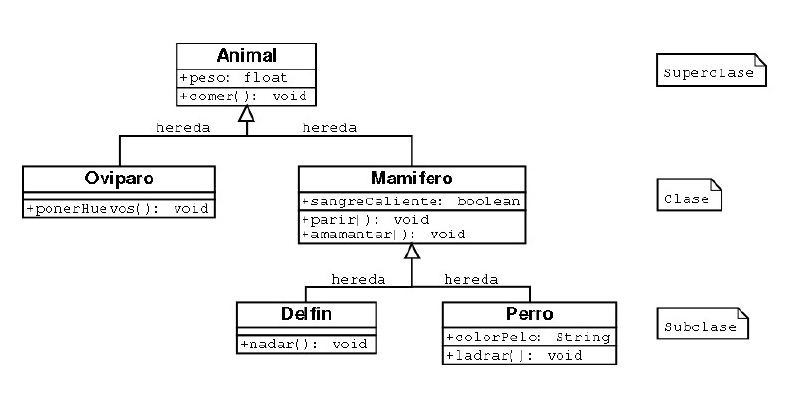 Animal
+peso: float
+comer(): void
Superclase
hereda
hereda
Oviparo
+ponerHuevos(): void
Mamifero
+sangreCaliente: boolean
+parir(): void
+amamantar(): void
Clase
hereda
hereda
Delfin
+nadar(): void
Perro
+colorPelo: String
+ladrar(): void
Subclase